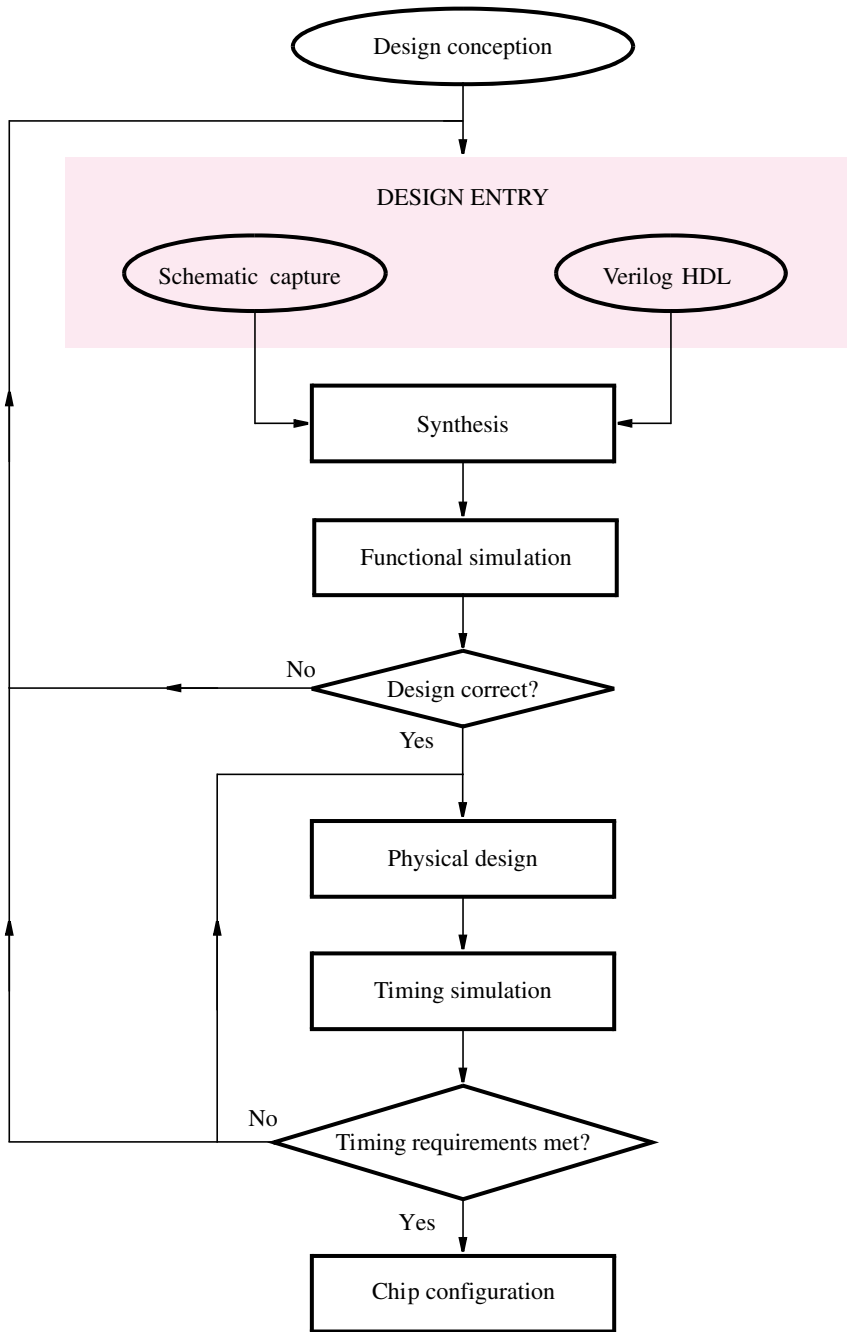 Design conception
DESIGN ENTRY
Schematic capture
Verilog HDL
Synthesis
Functional simulation
No
Design correct?
Yes
Physical design
Timing simulation
No
Timing requirements met?
Yes
Chip configuration